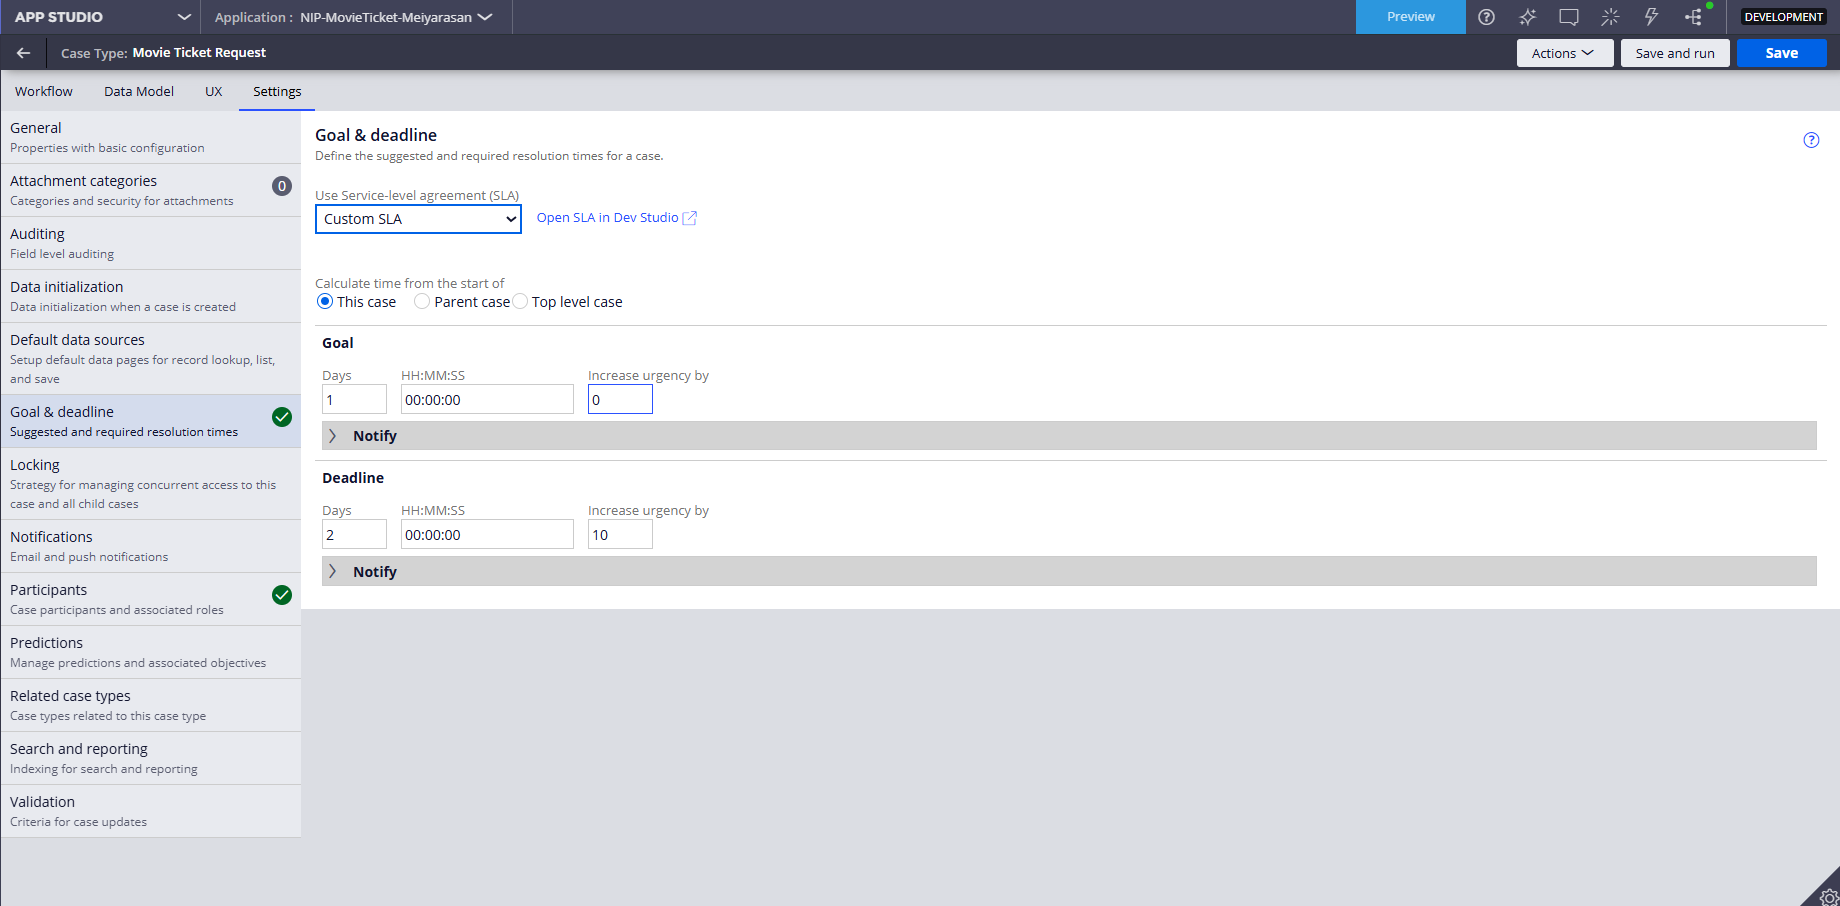 APP STUDIO
Application : NIP-MovieTicket-Meiyarasan
Preview
DEVELOPMENT
Case Type: Movie Ticket Request
Actions
Save and run
Save
Workflow
Data Model
UX
Settings
General
Properties with basic configuration
Attachment categories
0
Categories and security for attachments
Auditing
Field level auditing
Data initialization
Data initialization when a case is created
Default data sources
Setup default data pages for record lookup, list,
and save
Goal & deadline
Suggested and required resolution times
Locking
Strategy for managing concurrent access to this
case and all child cases
Notifications
Email and push notifications
Participants
Case participants and associated roles
Predictions
Manage predictions and associated objectives
Related case types
Case types related to this case type
Search and reporting
Indexing for search and reporting
Validation
Criteria for case updates
Goal & deadline
Define the suggested and required resolution times for a case.
Use Service-level agreement (SLA)
Custom SLA
Open SLA in Dev Studio
Calculate time from the start of
This case
Parent case
Top level case
Goal
Days
HH:MM:SS
Increase urgency by
1
00:00:00
0
Notify
Deadline
Days
HH:MM:SS
Increase urgency by
2
00:00:00
10
Notify